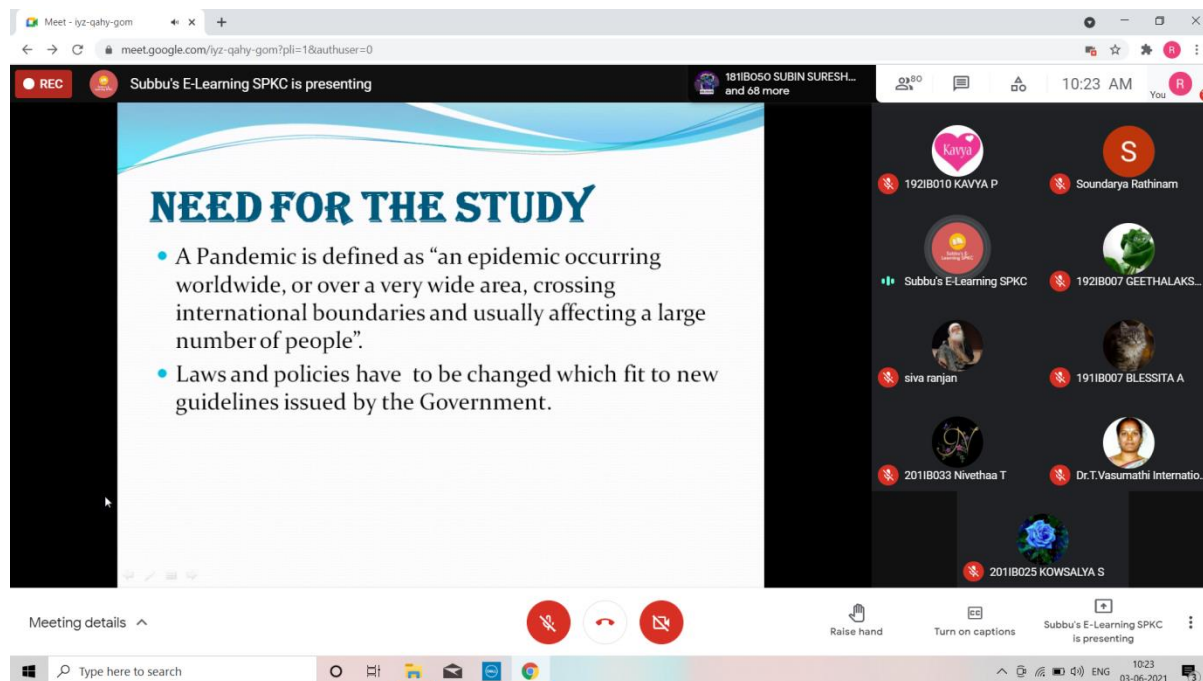 Meet - iyz-qahy-gom
meet.google.com/iyz-qahy-gom?pli=1&authuser=0
R
REC
Subbu's E-Learning SPKC is presenting
181IB050 SUBIN SURESH...
and 68 more
80
10:23 AM
You
R
NEED FOR THE STUDY
• A Pandemic is defined as “an epidemic occurring
worldwide, or over a very wide area, crossing
international boundaries and usually affecting a large
number of people”.
• Laws and policies have to be changed which fit to new
guidelines issued by the Government.
Kavya
192IB010 KAVYA P
S
Soundarya Rathinam
Subbu's E-Learning SPKC
192IB007 GEETHALAKS...
siva ranjan
191IB007 BLESSITA A
201IB033 Nivethaa T
Dr.T.Vasumathi Internatio..
201IB025 KOWSALYA S
Meeting details
Raise hand
CC
Turn on captions
Subbu's E-Learning SPKC
is presenting
Type here to search
ENG
10:23
03-06-2021